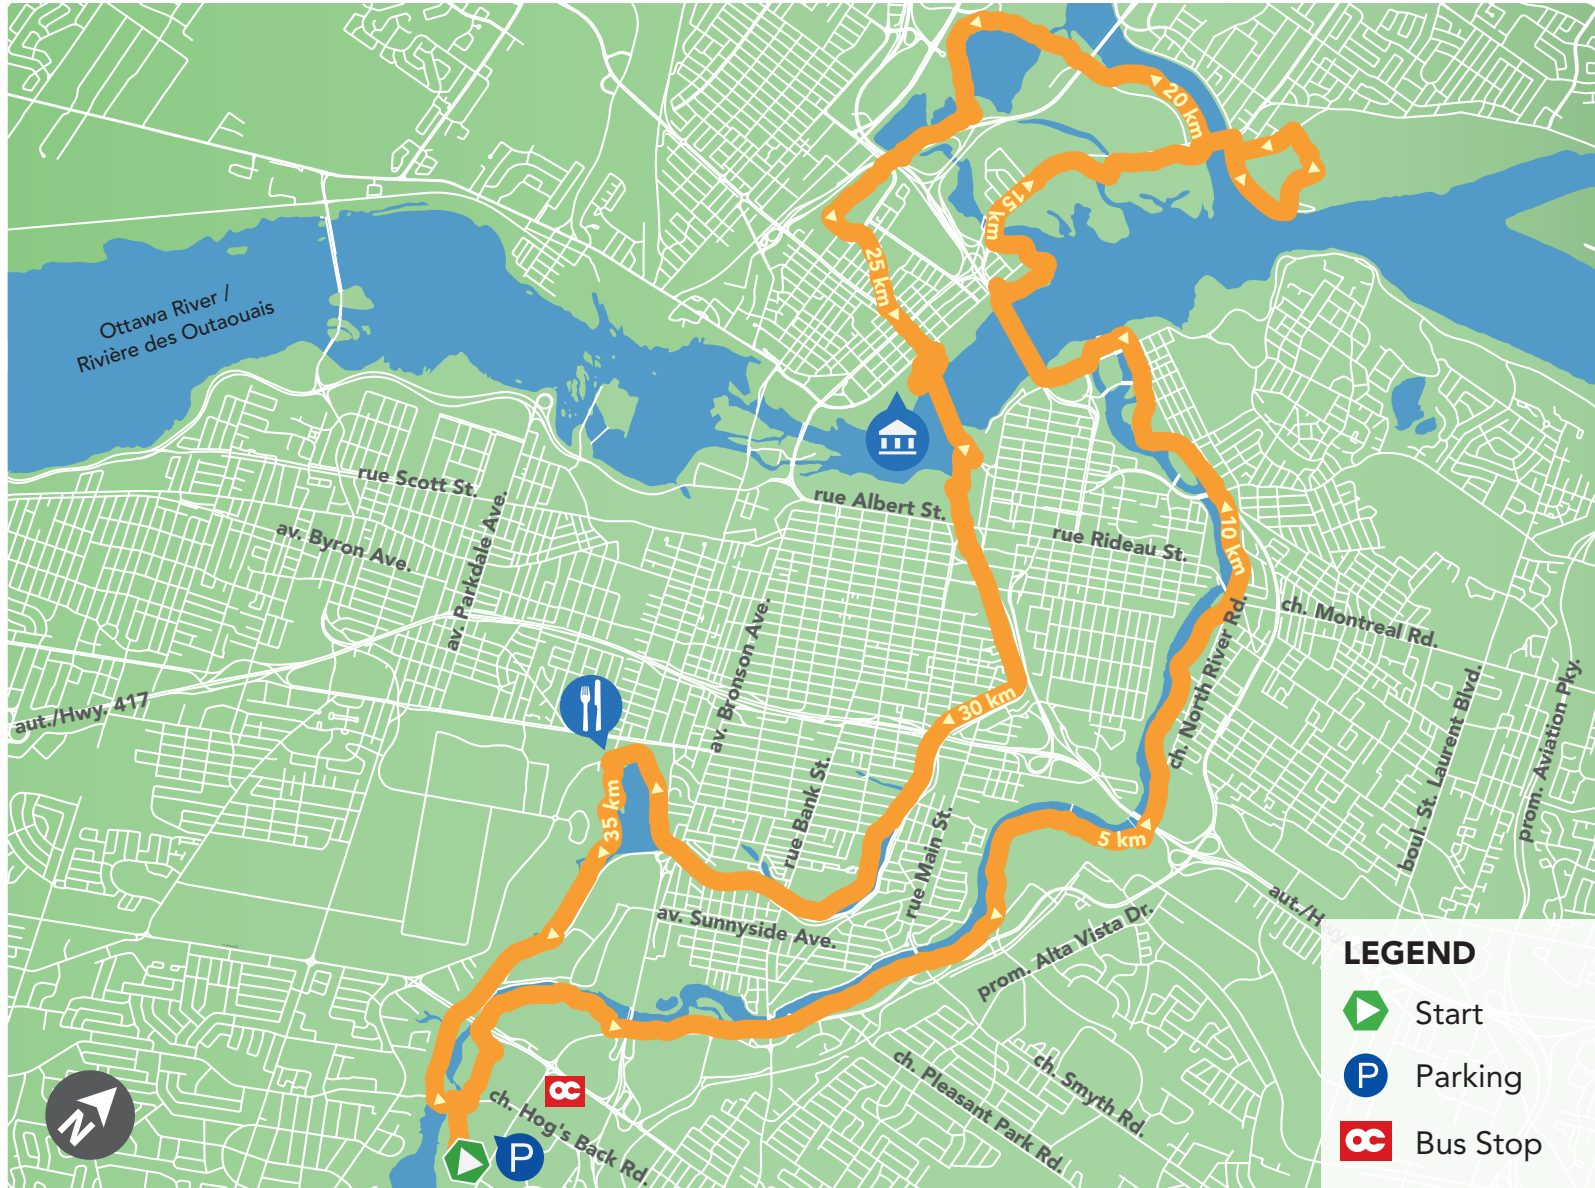 20 km
15 km
25 km
Ottawa River /
Rivière des Outaouais
rue Scott St.
av. Byron Ave.
av. Parkdale Ave.
rue Albert St.
rue Rideau St.
10 km
ch. Montreal Rd.
ch. North River Rd.
av. Bronson Ave.
aut./Hwy. 417
30 km
boul. St. Laurent Blvd.
prom. Aviation Pky.
35 km
rue Bank St.
rue Main St.
5 km
av. Sunnyside Ave.
prom. Alta Vista Dr.
aut./Hwy.
ch. Pleasant Park Rd.
ch. Smyth Rd.
ch. Hog's Back Rd.
oc
P
N
LEGEND
Start
P Parking
oc Bus Stop